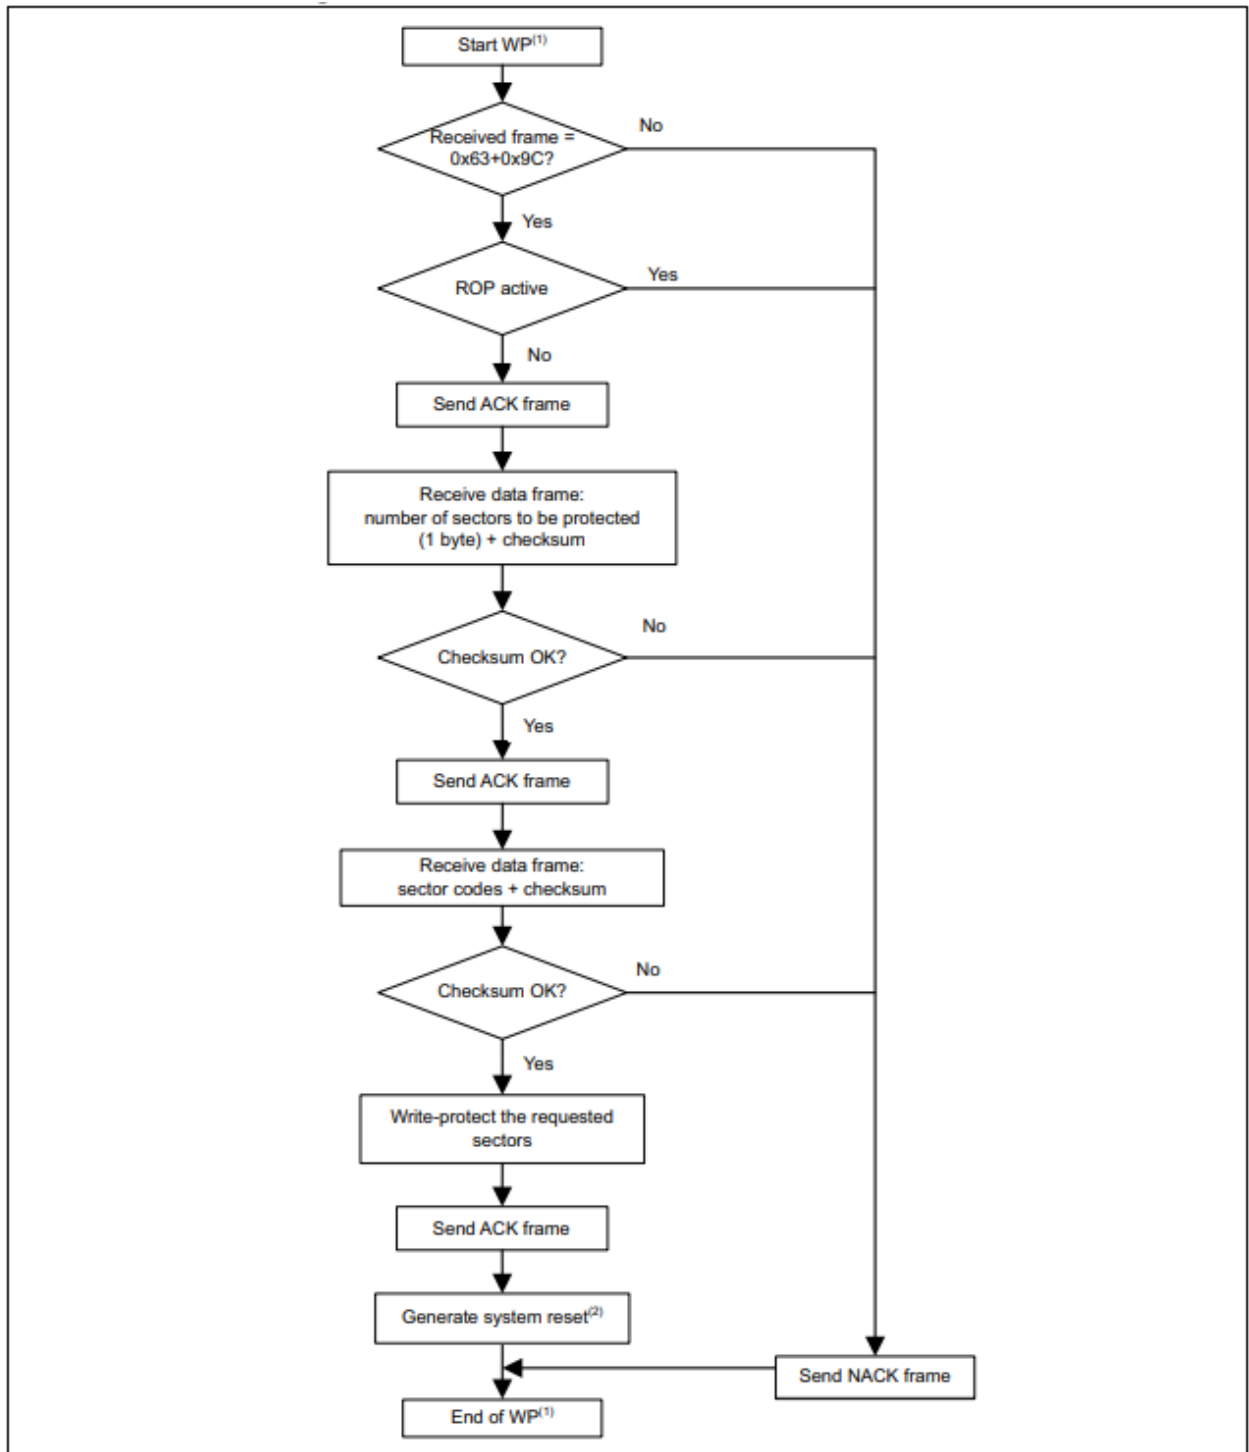 Start WP(1)
Received frame =
0x63+0x9C?
No
Yes
ROP active
Yes
No
Send ACK frame
Receive data frame:
number of sectors to be protected
(1 byte) + checksum
Checksum OK?
No
Yes
Send ACK frame
Receive data frame:
sector codes + checksum
Checksum OK?
No
Yes
Write-protect the requested
sectors
Send ACK frame
Generate system reset(2)
Send NACK frame
End of WP(1)